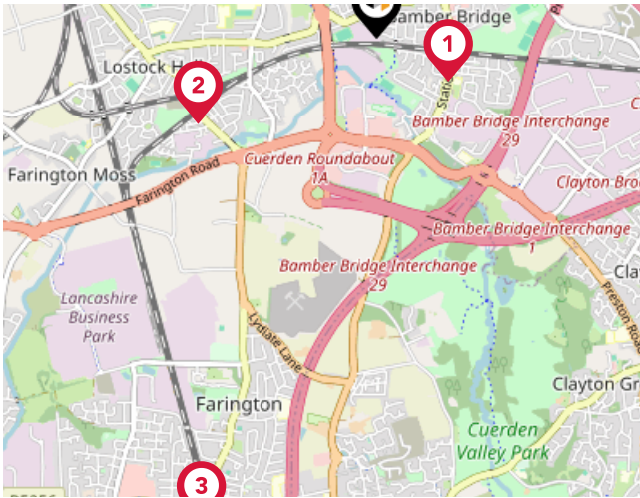 Bamber Bridge
1
Lostock H
2
Statio
Bamber Bridge Interchange
29
Cuerden Roundabout
1A
Farington Moss
Farington Road
Clayton Bro
Bamber Bridge Interchange
1
Bamber Bridge Interchange
29
Cla
Lancashire
Business
Park
Preston Road
Lydiate Lane
Clayton Gr
Farington
Cuerden
Valley Park
3